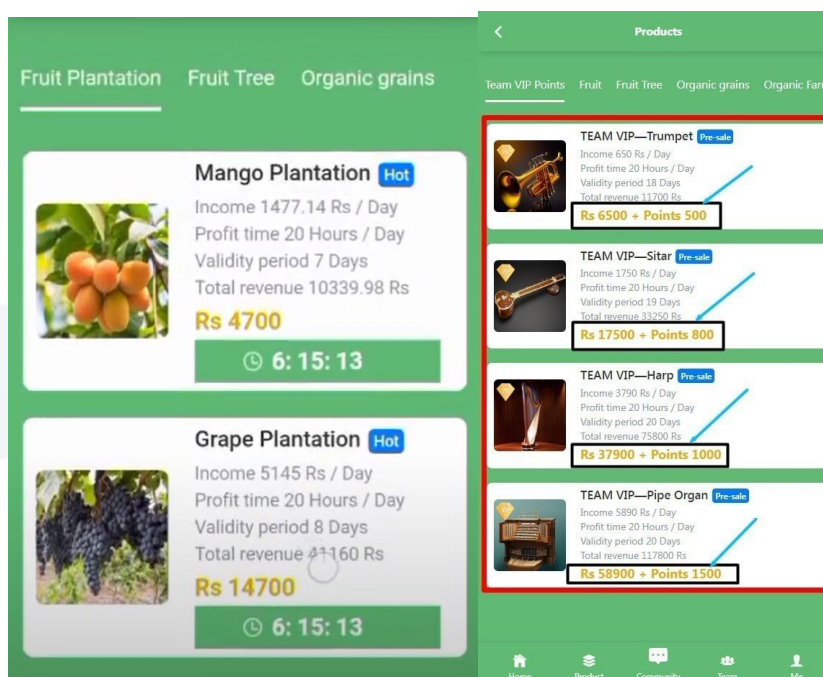 Fruit Plantation Fruit Tree Organic grains
Mango Plantation Hot
Income 1477.14 Rs / Day
Profit time 20 Hours / Day
Validity period 7 Days
Total revenue 10339.98 Rs
Rs 4700
6: 15: 13
Grape Plantation Hot
Income 5145 Rs / Day
Profit time 20 Hours / Day
Validity period 8 Days
Total revenue 41160 Rs
Rs 14700
6: 15: 13
Products
Team VIP Points Fruit Fruit Tree Organic grains Organic Far
TEAM VIP—Trumpet Pre-sale
Income 650 Rs / Day
Profit time 20 Hours / Day
Validity period 18 Days
Total revenue 11700 Rs
Rs 6500 + Points 500
TEAM VIP—Sitar Pre-sale
Income 1750 Rs / Day
Profit time 20 Hours / Day
Validity period 19 Days
Total revenue 33250 Rs
Rs 17500 + Points 800
TEAM VIP—Harp Pre-sale
Income 3790 Rs / Day
Profit time 20 Hours / Day
Validity period 20 Days
Total revenue 75800 Rs
Rs 37900 + Points 1000
TEAM VIP—Pipe Organ Pre-sale
Income 5890 Rs / Day
Profit time 20 Hours / Day
Validity period 20 Days
Total revenue 117800 Rs
Rs 58900 + Points 1500
Home Product Community Team Me